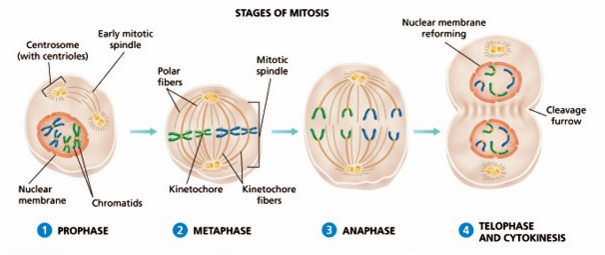 STAGES OF MITOSIS
Centrosome
(with centrioles)
Early mitotic
spindle
Nuclear
membrane
Chromatids
1 PROPHASE
Polar
fibers
Mitotic
spindle
Kinetochore
Kinetochore
fibers
2 METAPHASE
3 ANAPHASE
Nuclear membrane
reforming
Cleavage
furrow
4 TELOPHASE
AND CYTOKINESIS